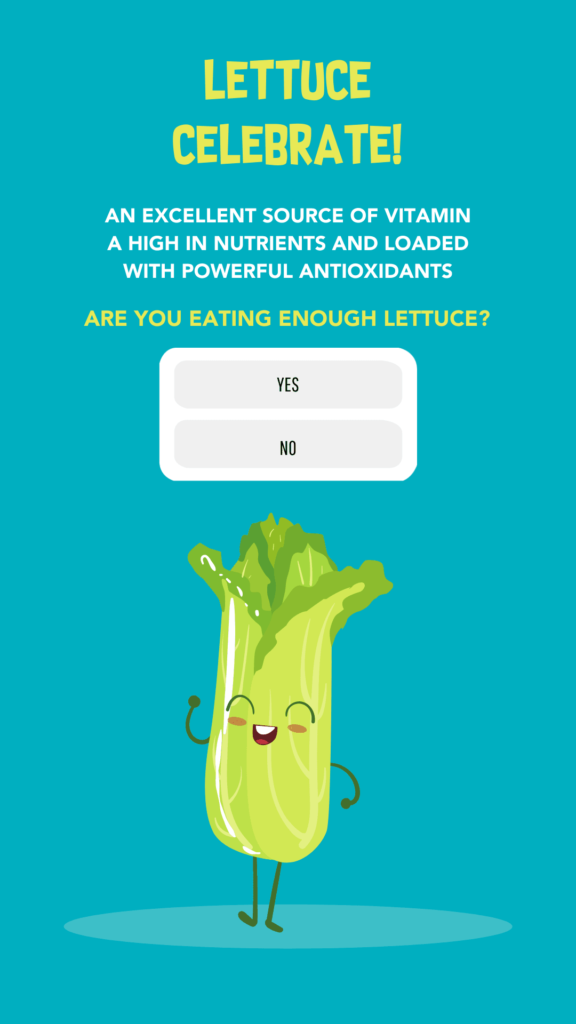 LETTUCE
CELEBRATE!
AN EXCELLENT SOURCE OF VITAMIN
A HIGH IN NUTRIENTS AND LOADED
WITH POWERFUL ANTIOXIDANTS
ARE YOU EATING ENOUGH LETTUCE?
YES
NO